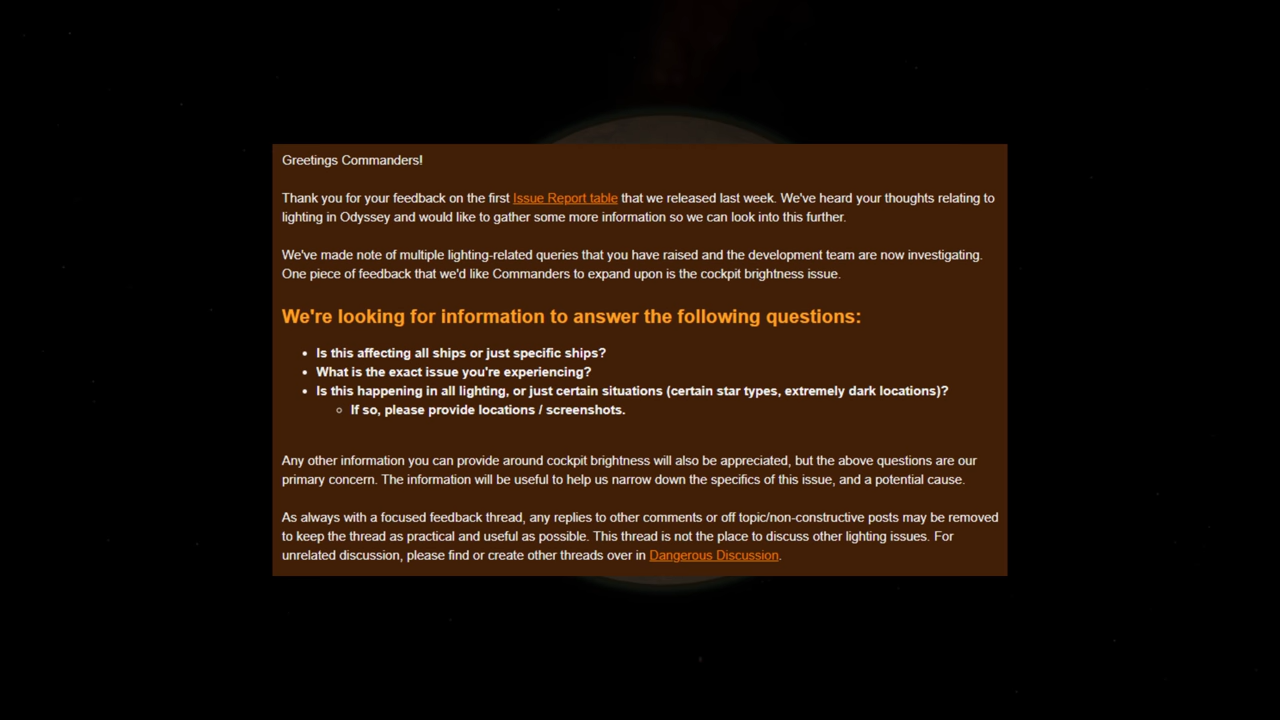 Greetings Commanders!
Thank you for your feedback on the first Issue Report table that we released last week. We've heard your thoughts relating to
lighting in Odyssey and would like to gather some more information so we can look into this further.
We've made note of multiple lighting-related queries that you have raised and the development team are now investigating.
One piece of feedback that we'd like Commanders to expand upon is the cockpit brightness issue.
We're looking for information to answer the following questions:
• Is this affecting all ships or just specific ships?
• What is the exact issue you're experiencing?
• Is this happening in all lighting, or just certain situations (certain star types, extremely dark locations)?
○ If so, please provide locations / screenshots.
Any other information you can provide around cockpit brightness will also be appreciated, but the above questions are our
primary concern. The information will be useful to help us narrow down the specifics of this issue, and a potential cause.
As always with a focused feedback thread, any replies to other comments or off topic/non-constructive posts may be removed
to keep the thread as practical and useful as possible. This thread is not the place to discuss other lighting issues. For
unrelated discussion, please find or create other threads over in Dangerous Discussion.